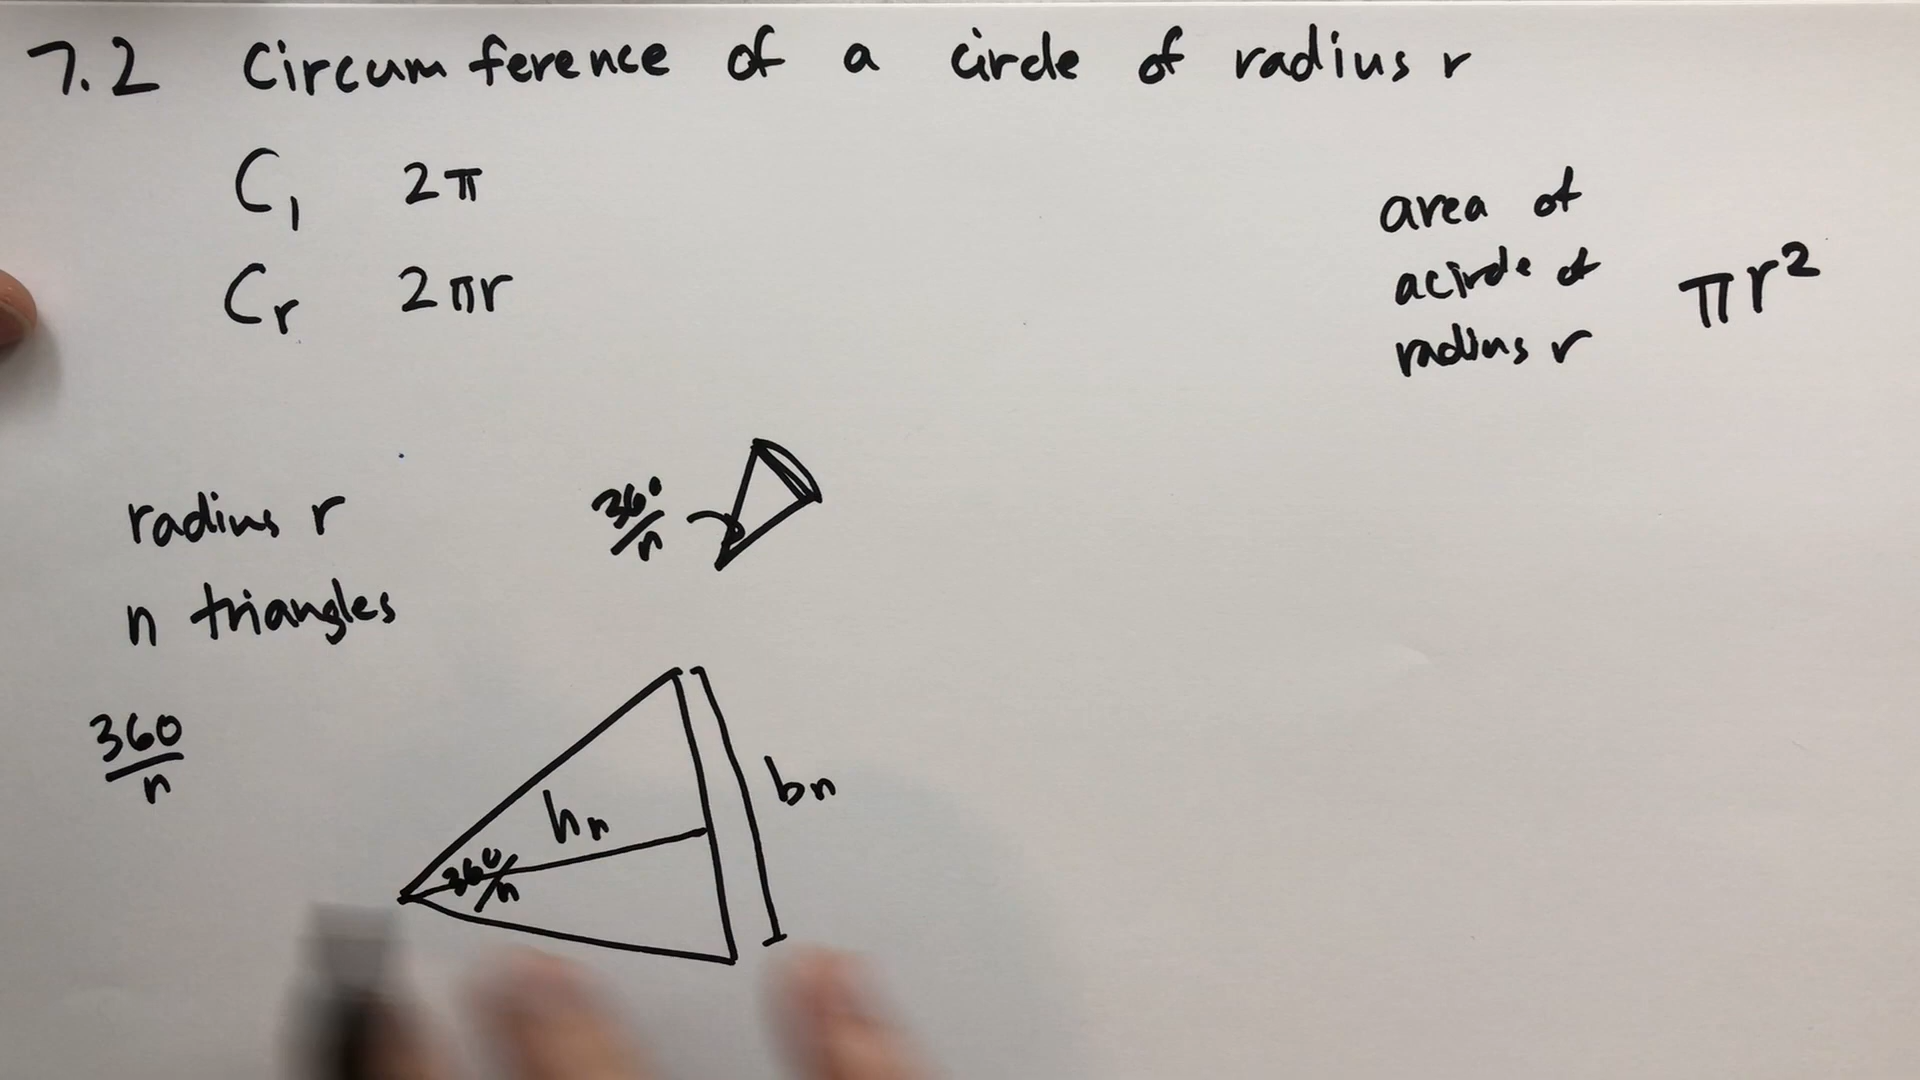 7.2 Circumference of a circle of radius r
C₁ 2π
Cᵣ 2πr
area of
a circle of
radius r πr²
radius r
n triangles
360/n
360/n
hₙ
360/n
bₙ